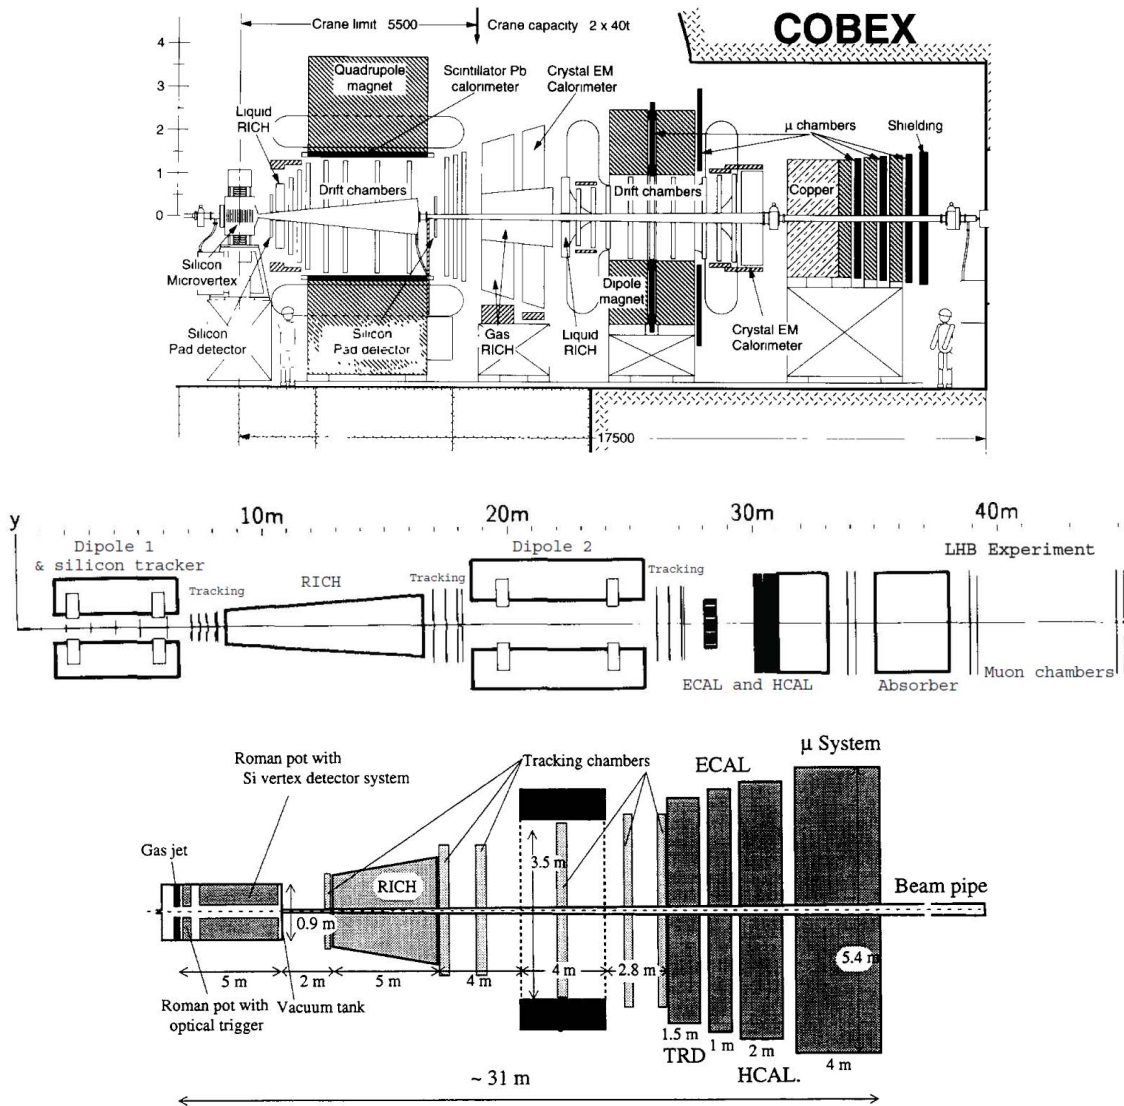 Crane limit 5500
Crane capacity 2 x 40t
COBEX
4
3
2
1
0
Quadrupole
magnet
Scintillator Pb
calorimeter
Crystal EM
Calorimeter
Liquid
RICH
μ chambers
Shielding
Drift chambers
Drift chambers
Copper
Silicon
Microvertex
Dipole
magnet
Silicon
Pad detector
Silicon
Pad detector
Gas
RICH
Liquid
RICH
Crystal EM
Calorimeter
17500
y
10m
20m
30m
40m
Dipole 1
& silicon tracker
Tracking
RICH
Tracking
Dipole 2
Tracking
LHB Experiment
ECAL and HCAL
Absorber
Muon chambers
Roman pot with
Si vertex detector system
Tracking chambers
ECAL
μ System
Gas jet
RICH
3.5 m
Beam pipe
0.9 m
5 m
2 m
5 m
4 m
4 m
2.8 m
5.4 m
Roman pot with
optical trigger
Vacuum tank
1.5 m
TRD
1 m
2 m
HCAL.
4 m
~ 31 m